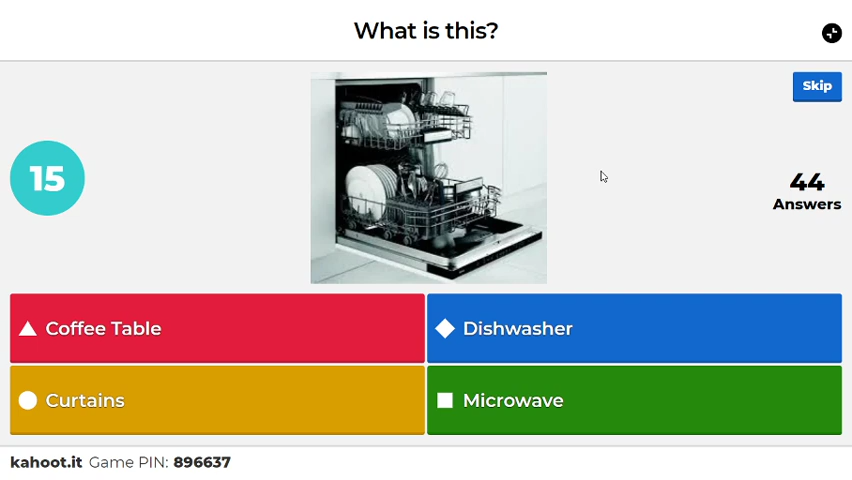 What is this?
Skip
15
44
Answers
Coffee Table
Dishwasher
Curtains
Microwave
kahoot.it Game PIN: 896637